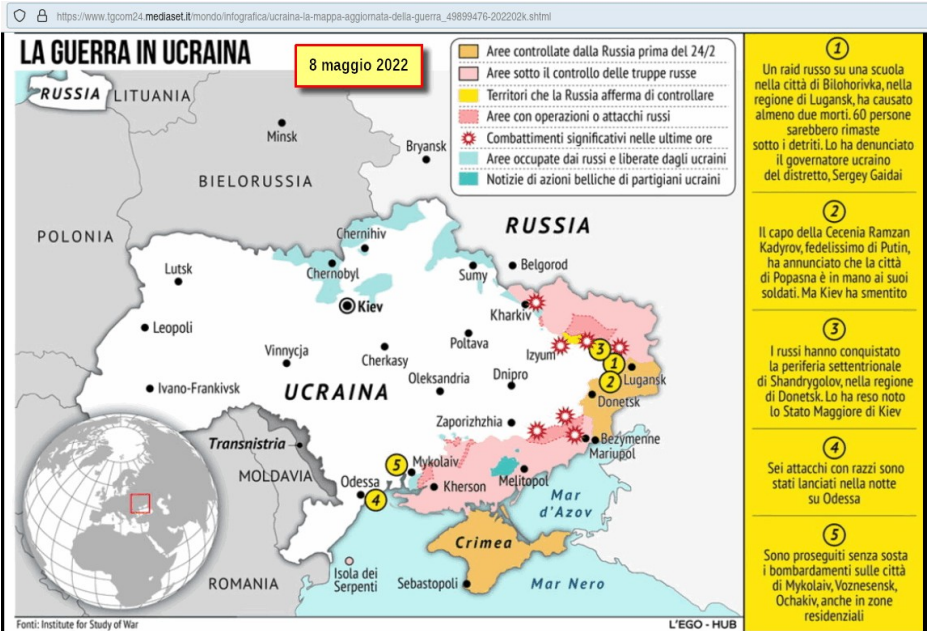 https://www.tgcom24.mediaset.it/mondo/infografica/ucraina-la-mappa-aggiornata-della-guerra_49899476-202202k.shtml
LA GUERRA IN UCRAINA
8 maggio 2022
Aree controllate dalla Russia prima del 24/2
Aree sotto il controllo delle truppe russe
Territori che la Russia afferma di controllare
Aree con operazioni o attacchi russi
Combattimenti significativi nelle ultime ore
Aree occupate dai russi e liberate dagli ucraini
Notizie di azioni belliche di partigiani ucraini
RUSSIA
LITUANIA
Minsk
Bryansk
BIELORUSSIA
POLONIA
RUSSIA
Chernihiv
Lutsk
Chernobyl
Sumy
Belgorod
Kiev
Kharkiv
Leopoli
Poltava
Vinnycja
Cherkasy
Izyum
3
1
Ivano-Frankivsk
UCRAINA
Oleksandria
Dnipro
2
Lugansk
Donetsk
Zaporizhzhia
Transnistria
Bezymenne
Mariupol
MOLDAVIA
5
Mykolaiv
Odessa
4
Kherson
Melitopol
Mar
d'Azov
Crimea
Isola dei
Serpenti
Sebastopoli
Mar Nero
ROMANIA
Fonti: Institute for Study of War
L'EGO - HUB
1
Un raid russo su una scuola
nella città di Bilohorivka, nella
regione di Lugansk, ha causato
almeno due morti. 60 persone
sarebbero rimaste
sotto i detriti. Lo ha denunciato
il governatore ucraino
del distretto, Sergey Gaidai
2
Il capo della Cecenia Ramzan
Kadyrov, fedelissimo di Putin,
ha annunciato che la città
di Popasna è in mano ai suoi
soldati. Ma Kiev ha smentito
3
I russi hanno conquistato
la periferia settentrionale
di Shandrygolov, nella regione
di Donetsk. Lo ha reso noto
lo Stato Maggiore di Kiev
4
Sei attacchi con razzi sono
stati lanciati nella notte
su Odessa
5
Sono proseguiti senza sosta
i bombardamenti sulle città
di Mykolaiv, Voznesensk,
Ochakiv, anche in zone
residenziali